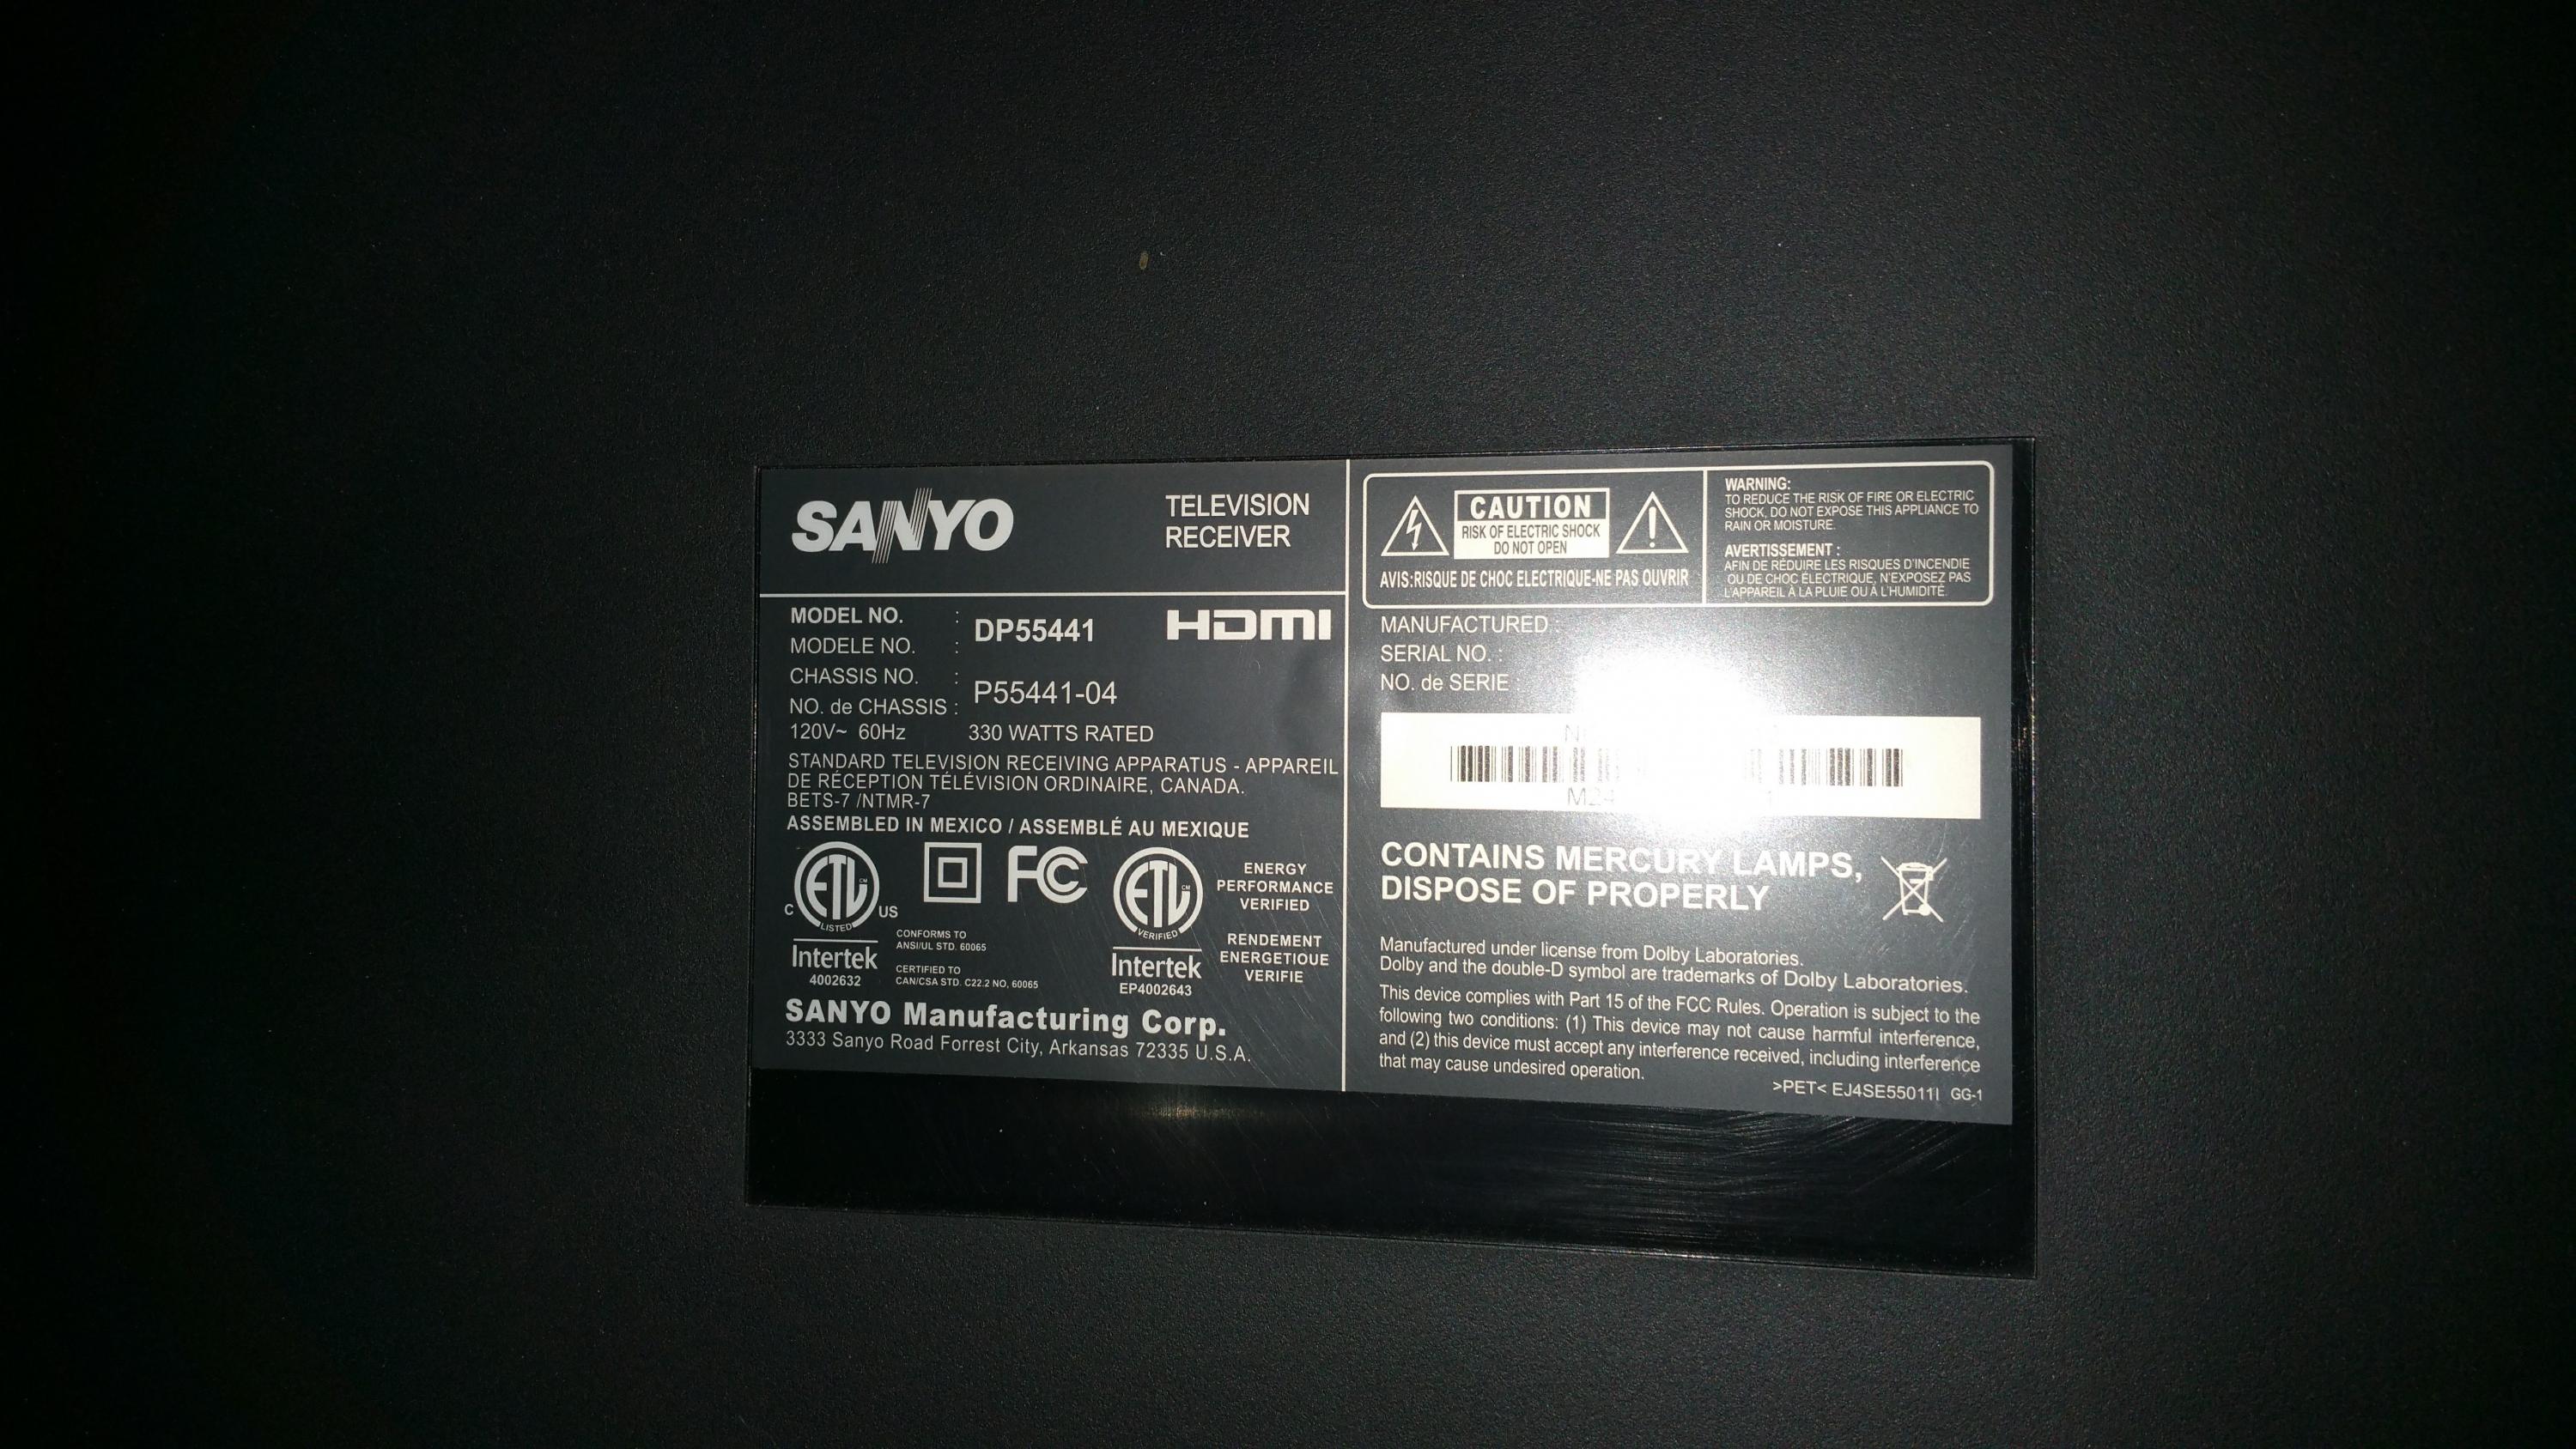 SANYO
TELEVISION
RECEIVER
MODEL NO. :
MODELE NO. :
DP55441
HDMI
CHASSIS NO. :
NO. de CHASSIS :
P55441-04
120V~ 60Hz 330 WATTS RATED
STANDARD TELEVISION RECEIVING APPARATUS - APPAREIL
DE RÉCEPTION TÉLÉVISION ORDINAIRE, CANADA.
BETS-7 /NTMR-7
ASSEMBLED IN MEXICO / ASSEMBLÉ AU MEXIQUE
ETL CM
C US
LISTED
Intertek
4002632
CONFORMS TO
ANSI/UL STD. 60065
CERTIFIED TO
CAN/CSA STD. C22.2 NO. 60065
FC
ETL CM
VERIFIED
Intertek
EP4002643
ENERGY
PERFORMANCE
VERIFIED
RENDEMENT
ENERGETIOUE
VERIFIE
SANYO Manufacturing Corp.
3333 Sanyo Road Forrest City, Arkansas 72335 U.S.A.
CAUTION
RISK OF ELECTRIC SHOCK
DO NOT OPEN
AVIS:RISQUE DE CHOC ELECTRIQUE-NE PAS OUVRIR
WARNING:
TO REDUCE THE RISK OF FIRE OR ELECTRIC
SHOCK, DO NOT EXPOSE THIS APPLIANCE TO
RAIN OR MOISTURE.
AVERTISSEMENT :
AFIN DE RÉDUIRE LES RISQUES D'INCENDIE
OU DE CHOC ÉLECTRIQUE, N'EXPOSEZ PAS
L'APPAREIL À LA PLUIE OU À L'HUMIDITÉ.
MANUFACTURED :
SERIAL NO. :
NO. de SERIE :
CONTAINS MERCURY LAMPS,
DISPOSE OF PROPERLY
Manufactured under license from Dolby Laboratories.
Dolby and the double-D symbol are trademarks of Dolby Laboratories.
This device complies with Part 15 of the FCC Rules. Operation is subject to the
following two conditions: (1) This device may not cause harmful interference,
and (2) this device must accept any interference received, including interference
that may cause undesired operation.
>PET< EJ4SE55011I GG-1